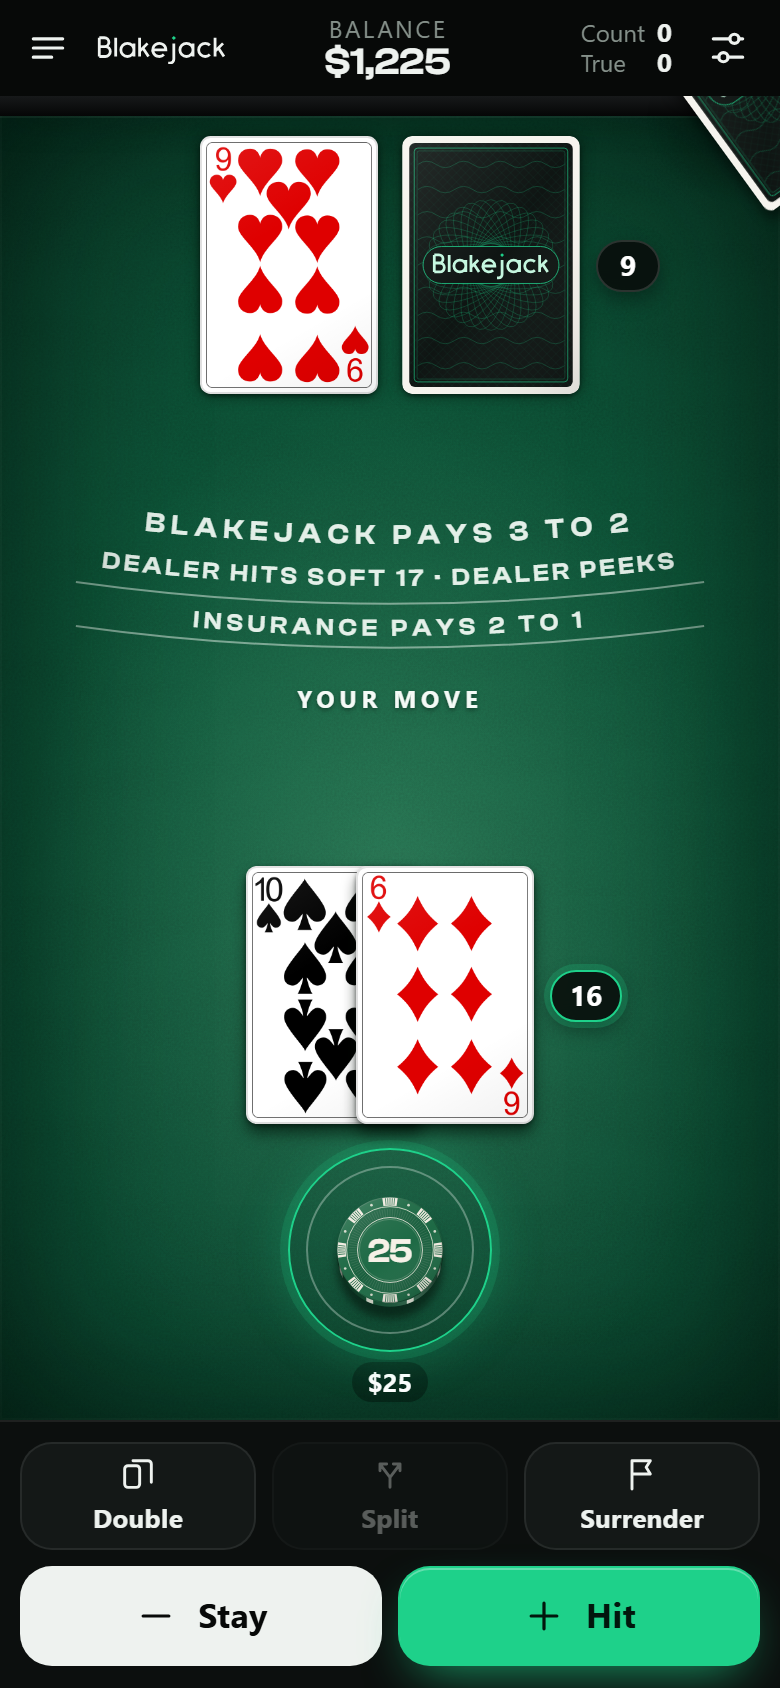 Blakejack
BALANCE
$1,225
Count 0
True 0
9
9
Blakejack
9
BLAKEJACK PAYS 3 TO 2
DEALER HITS SOFT 17 · DEALER PEEKS
INSURANCE PAYS 2 TO 1
YOUR MOVE
10
6
6
16
25
$25
Double
Split
Surrender
Stay
Hit